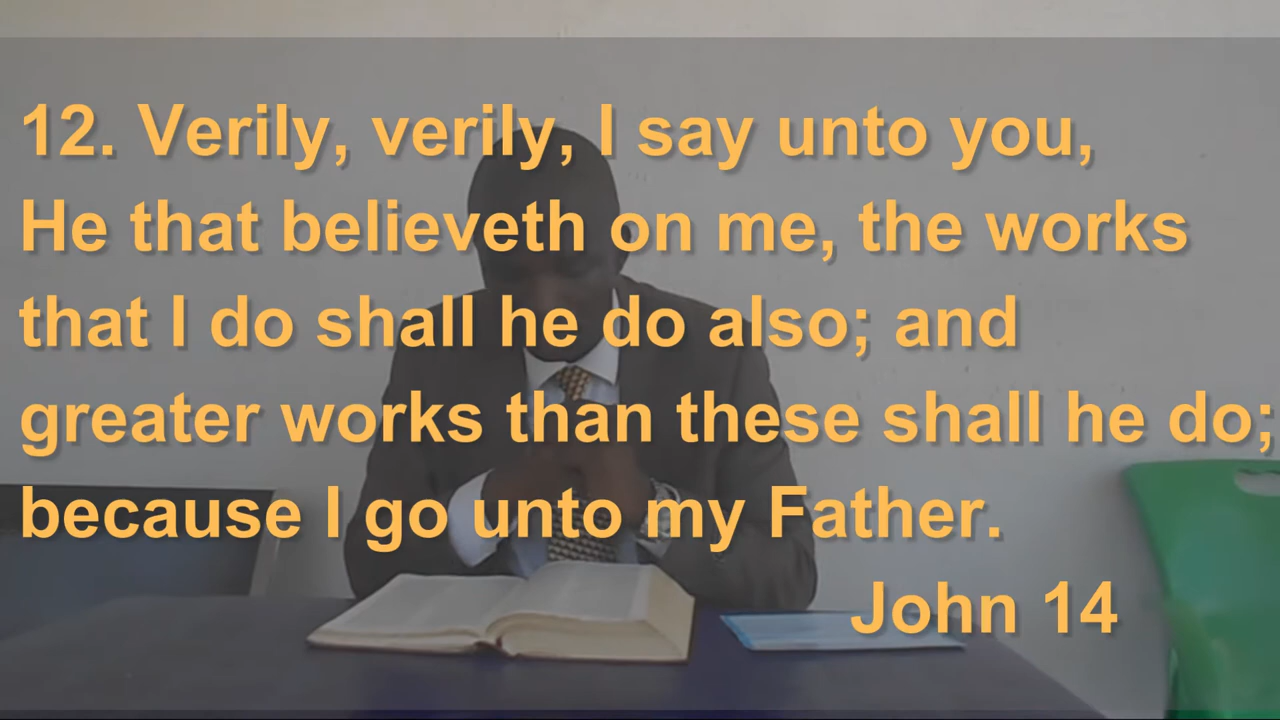 12. Verily, verily, I say unto you,
He that believeth on me, the works
that I do shall he do also; and
greater works than these shall he do;
because I go unto my Father.
John 14